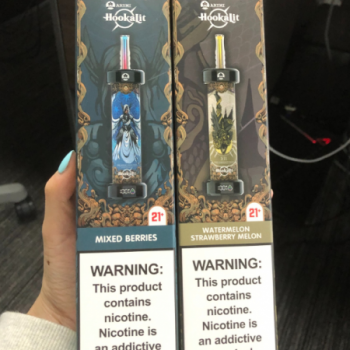 HOOKALIT
HOOKALIT
21+
21+
MIXED BERRIES
WATERMELON
STRAWBERRY MELON
WARNING:
This product
contains
nicotine.
Nicotine is
an addictive
WARNING:
This product
contains
nicotine.
Nicotine is
an addictive